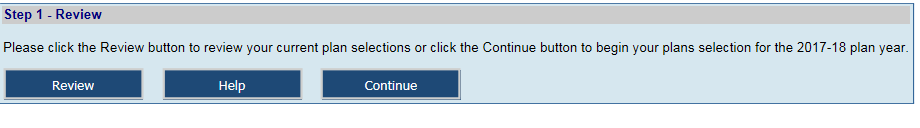 Step 1 - Review
Please click the Review button to review your current plan selections or click the Continue button to begin your plans selection for the 2017-18 plan year.
Review Help Continue